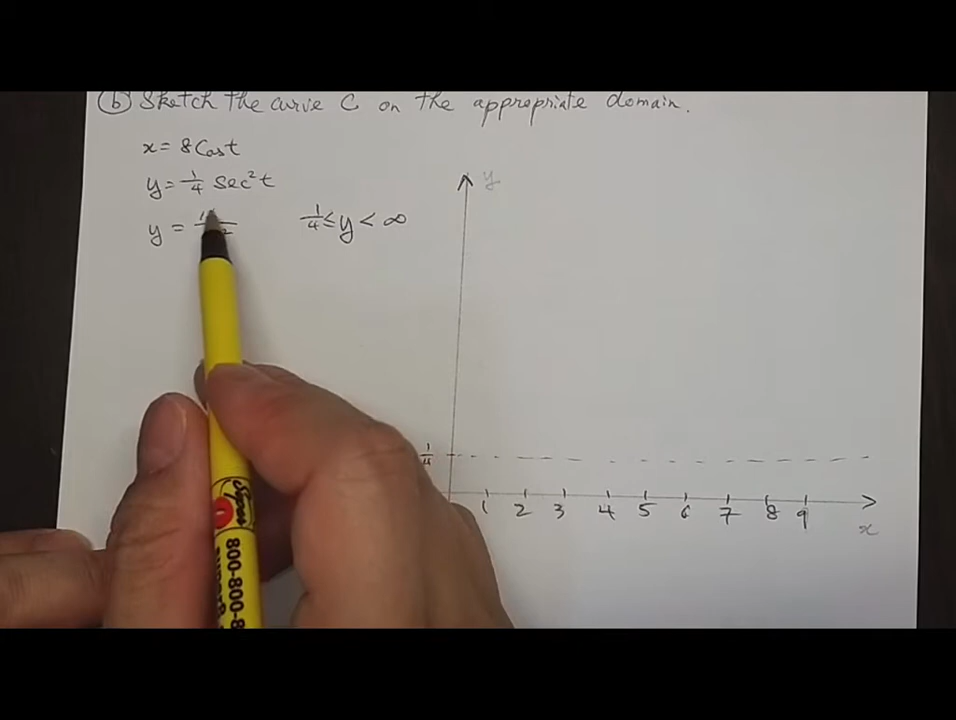 (b) Sketch the curve C on the appropriate domain.
x = 8 Cos t
y = 1/4 Sec² t
y = 1
1/4 ≤ y < ∞
y
1/4
1 2 3 4 5 6 7 8 9
x
800-800-8